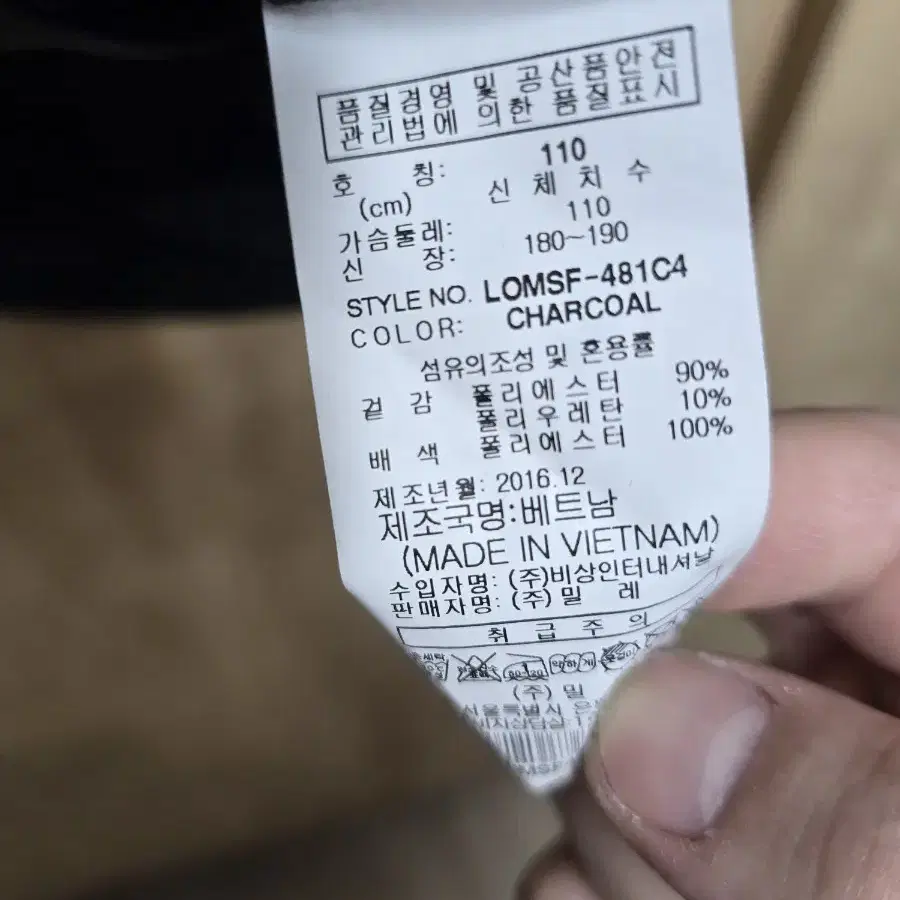 품질경영 및 공산품안전
관리법에 의한 품질표시
호 칭: 110
(cm) 신 체 치 수
가슴둘레: 110
신 장: 180~190
STYLE NO. LOMSF-481C4
COLOR: CHARCOAL
섬유의조성 및 혼용률
겉 감 폴리에스터 90%
폴리우레탄 10%
배 색 폴리에스터 100%
제조년월: 2016.12
제조국명:베트남
(MADE IN VIETNAM)
수입자명: (주)비상인터내셔날
판매자명: (주) 밀 레
취 급 주 의
약하게
(주) 밀
서울특별시